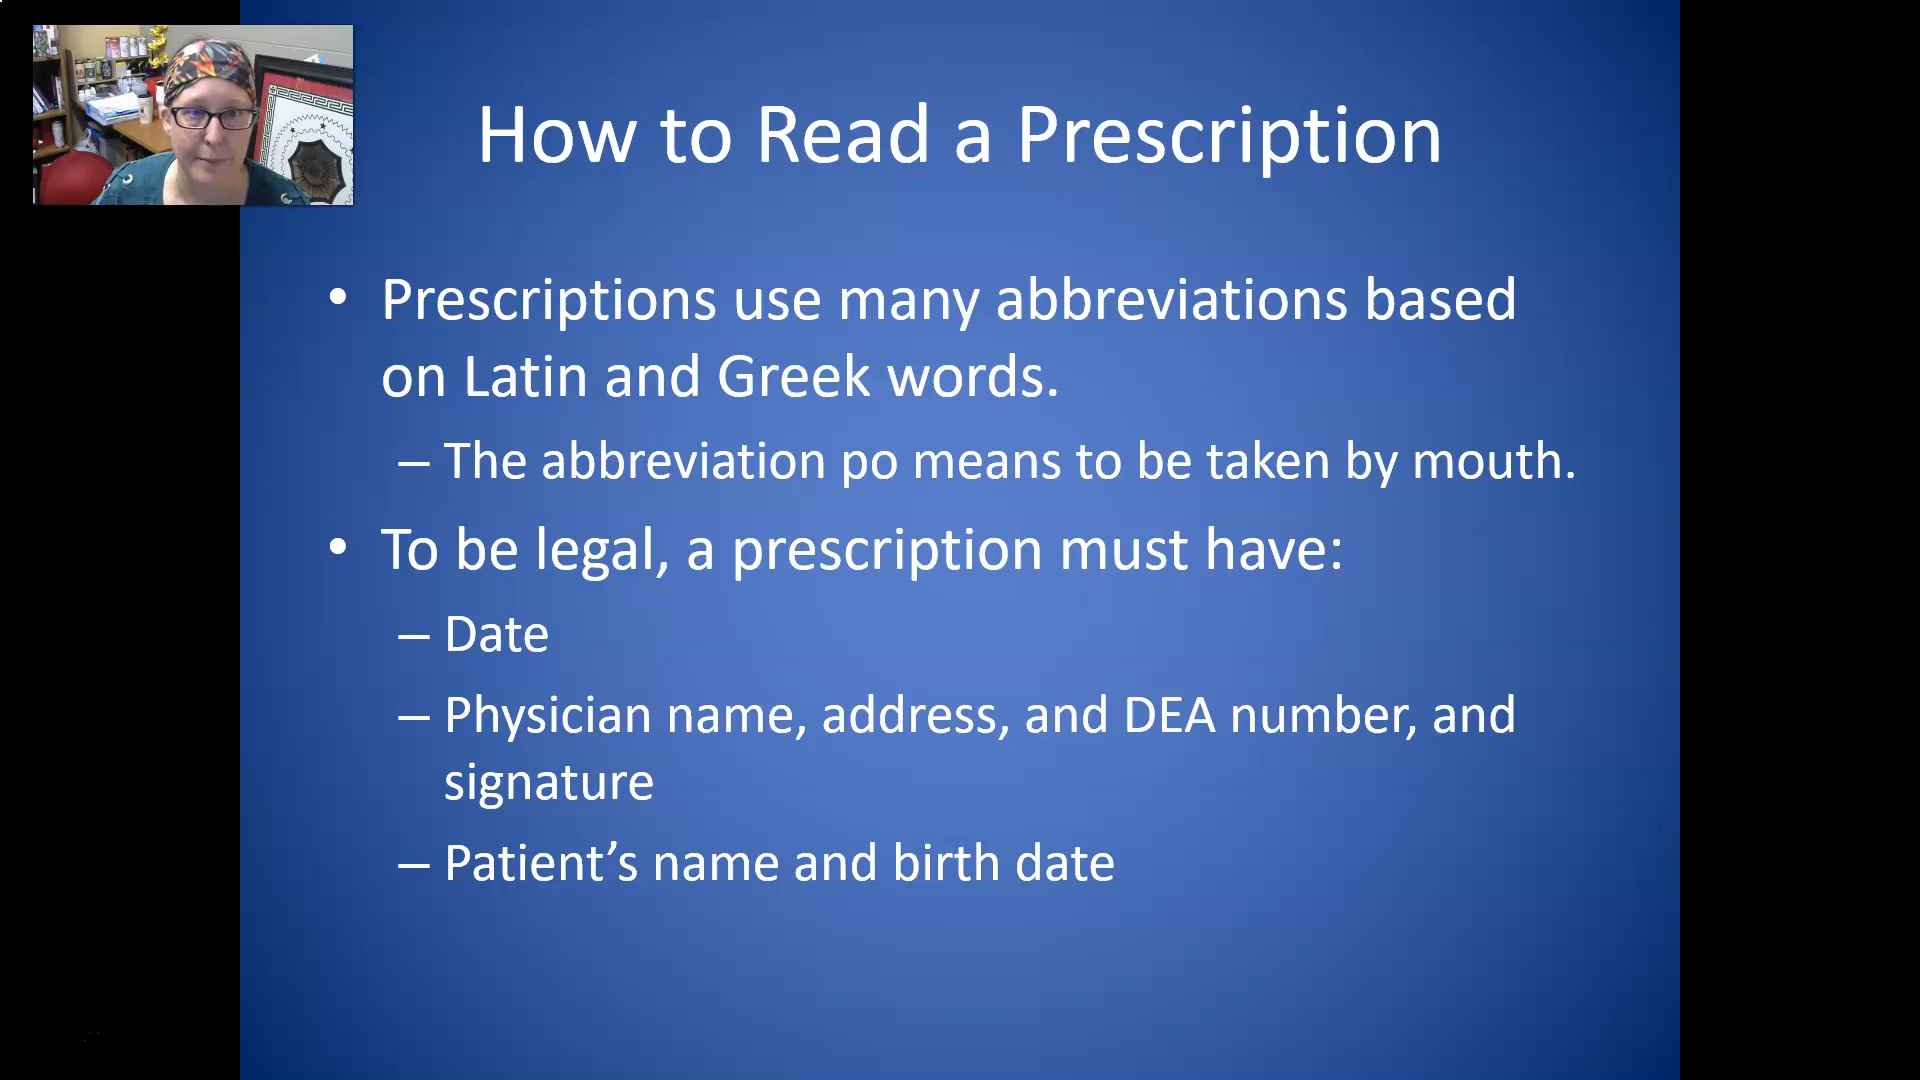 How to Read a Prescription
• Prescriptions use many abbreviations based
on Latin and Greek words.
– The abbreviation po means to be taken by mouth.
• To be legal, a prescription must have:
– Date
– Physician name, address, and DEA number, and
signature
– Patient’s name and birth date